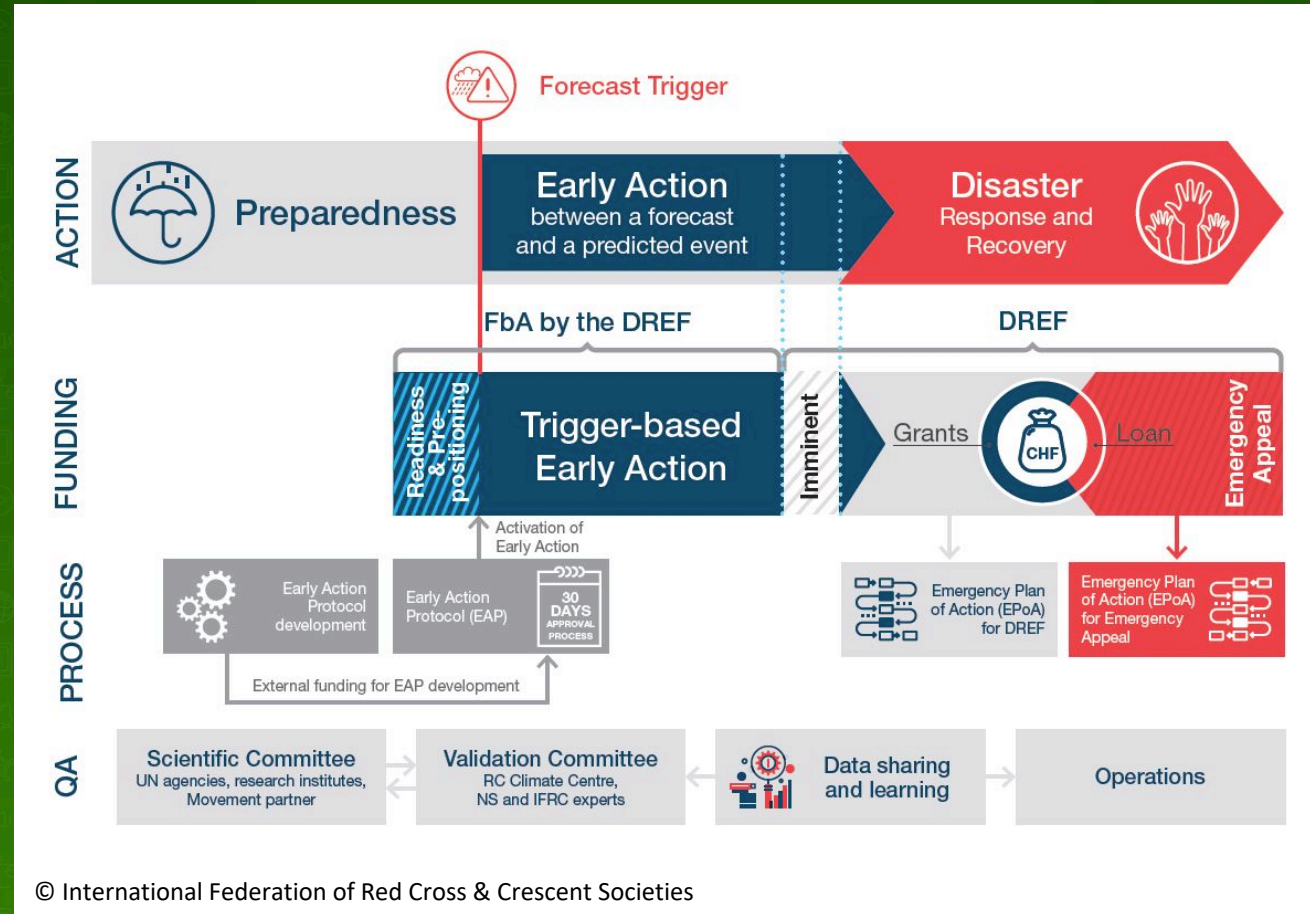 Forecast Trigger
ACTION
Preparedness
Early Action
between a forecast
and a predicted event
Disaster
Response and
Recovery
FbA by the DREF
DREF
FUNDING
Readiness
& Pre-
positioning
Trigger-based
Early Action
Imminent
Grants
CHF
Loan
Emergency
Appeal
Activation of
Early Action
PROCESS
Early Action
Protocol
development
Early Action
Protocol (EAP)
30
DAYS
APPROVAL
PROCESS
External funding for EAP development
Emergency Plan
of Action (EPoA)
for DREF
Emergency Plan
of Action (EPoA)
for Emergency
Appeal
QA
Scientific Committee
UN agencies, research institutes,
Movement partner
Validation Committee
RC Climate Centre,
NS and IFRC experts
Data sharing
and learning
Operations
© International Federation of Red Cross & Crescent Societies